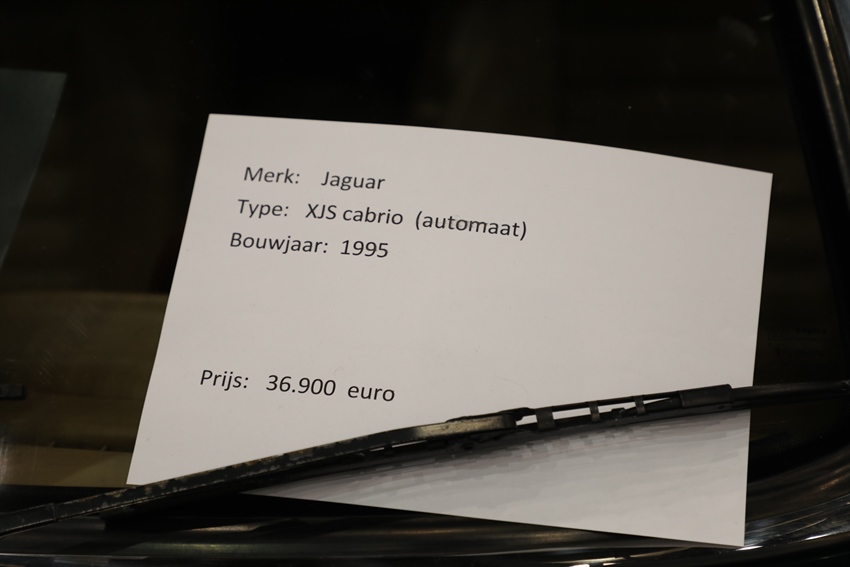 Merk: Jaguar
Type: XJS cabrio (automaat)
Bouwjaar: 1995
Prijs: 36.900 euro